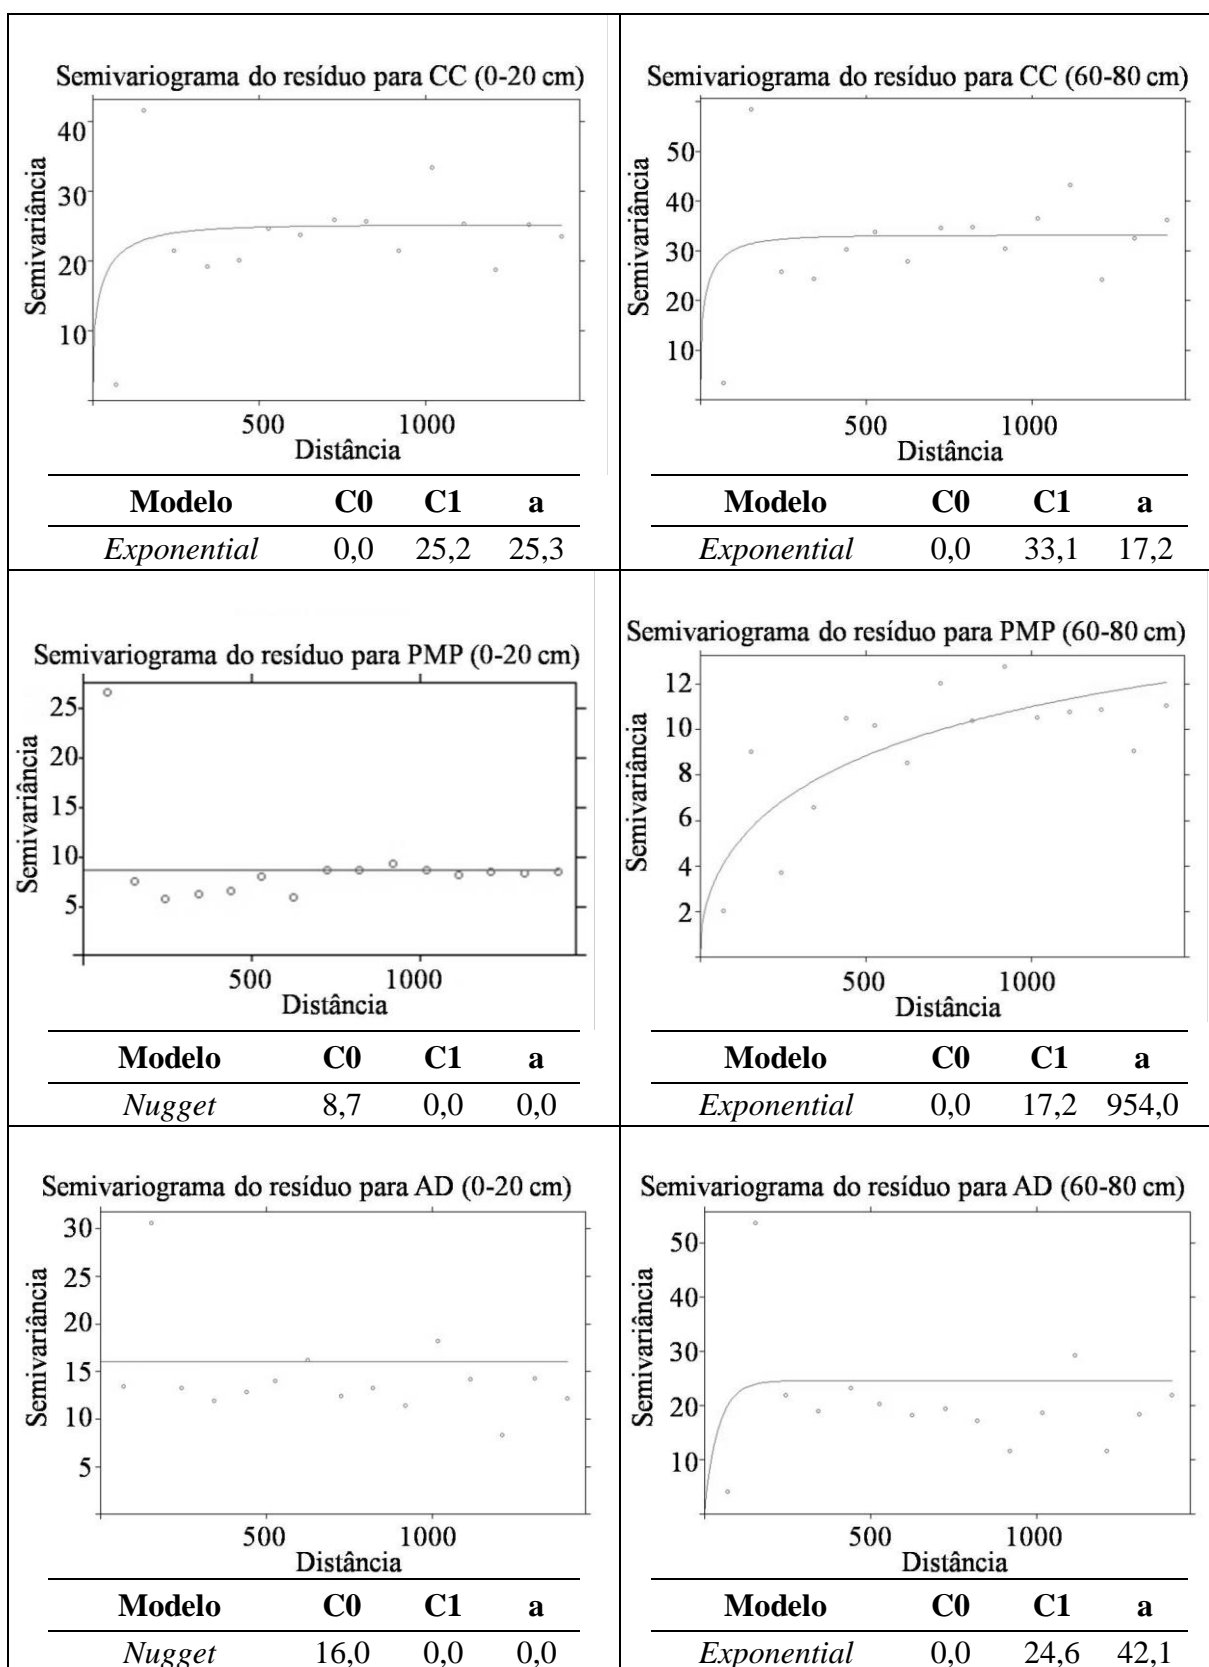 Semivariograma do resíduo para CC (0-20 cm)
Semivariância
40
30
20
10
500 1000
Distância
Modelo C0 C1 a
Exponential 0,0 25,2 25,3
Semivariograma do resíduo para CC (60-80 cm)
Semivariância
50
40
30
20
10
500 1000
Distância
Modelo C0 C1 a
Exponential 0,0 33,1 17,2
Semivariograma do resíduo para PMP (0-20 cm)
Semivariância
25
20
15
10
5
500 1000
Distância
Modelo C0 C1 a
Nugget 8,7 0,0 0,0
Semivariograma do resíduo para PMP (60-80 cm)
Semivariância
12
10
8
6
4
2
500 1000
Distância
Modelo C0 C1 a
Exponential 0,0 17,2 954,0
Semivariograma do resíduo para AD (0-20 cm)
Semivariância
30
25
20
15
10
5
500 1000
Distância
Modelo C0 C1 a
Nugget 16,0 0,0 0,0
Semivariograma do resíduo para AD (60-80 cm)
Semivariância
50
40
30
20
10
500 1000
Distância
Modelo C0 C1 a
Exponential 0,0 24,6 42,1